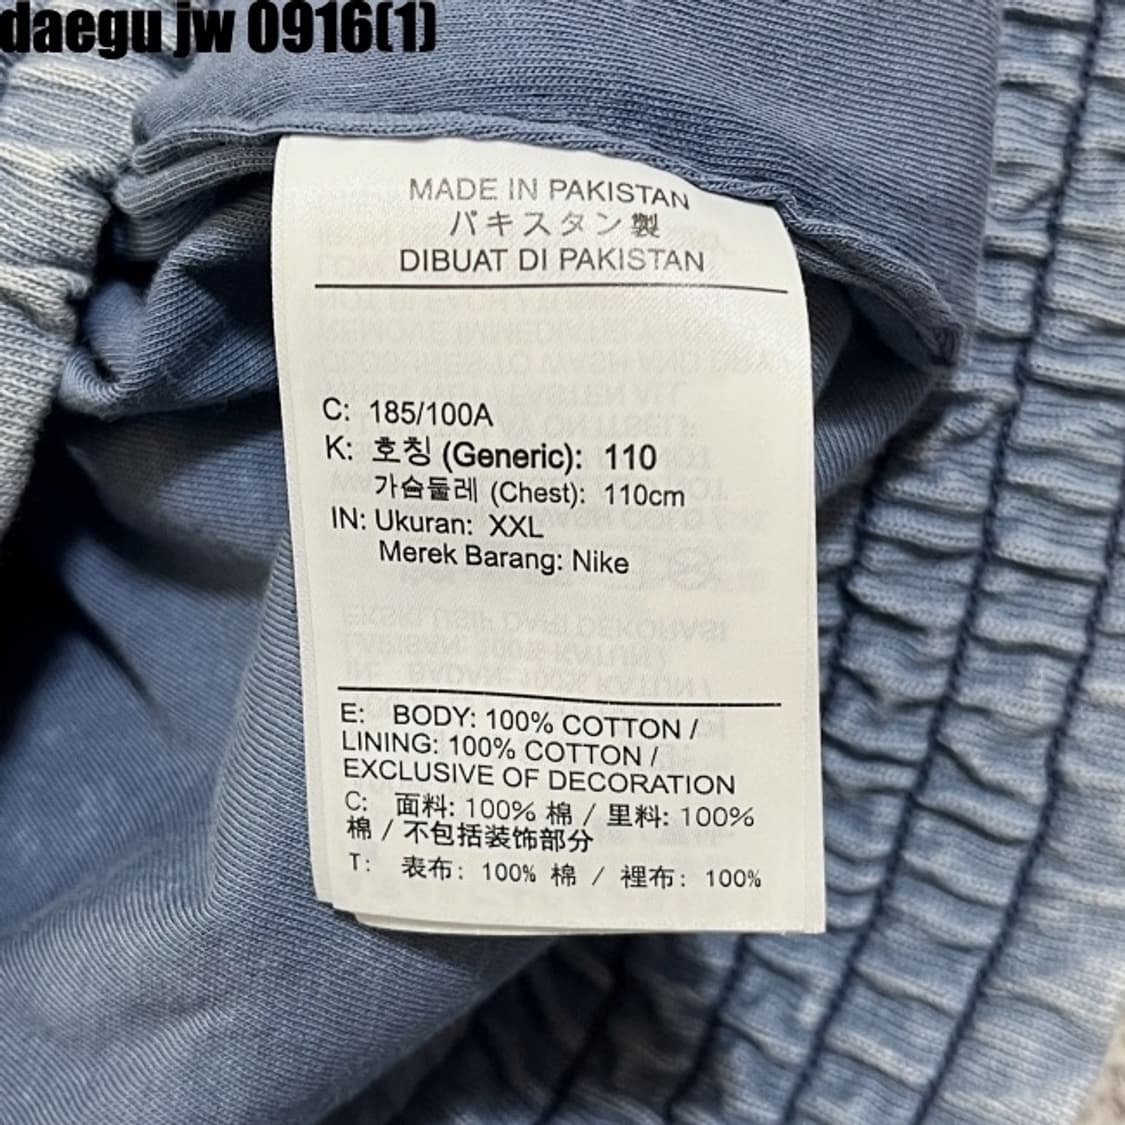 daegu jw 0916(1)
MADE IN PAKISTAN
パキスタン製
DIBUAT DI PAKISTAN
C: 185/100A
K: 호칭 (Generic): 110
가슴둘레 (Chest): 110cm
IN: Ukuran: XXL
Merek Barang: Nike
E: BODY: 100% COTTON /
LINING: 100% COTTON /
EXCLUSIVE OF DECORATION
C: 面料: 100% 棉 / 里料: 100%
棉 / 不包括装饰部分
T: 表布: 100% 棉 / 裡布: 100%